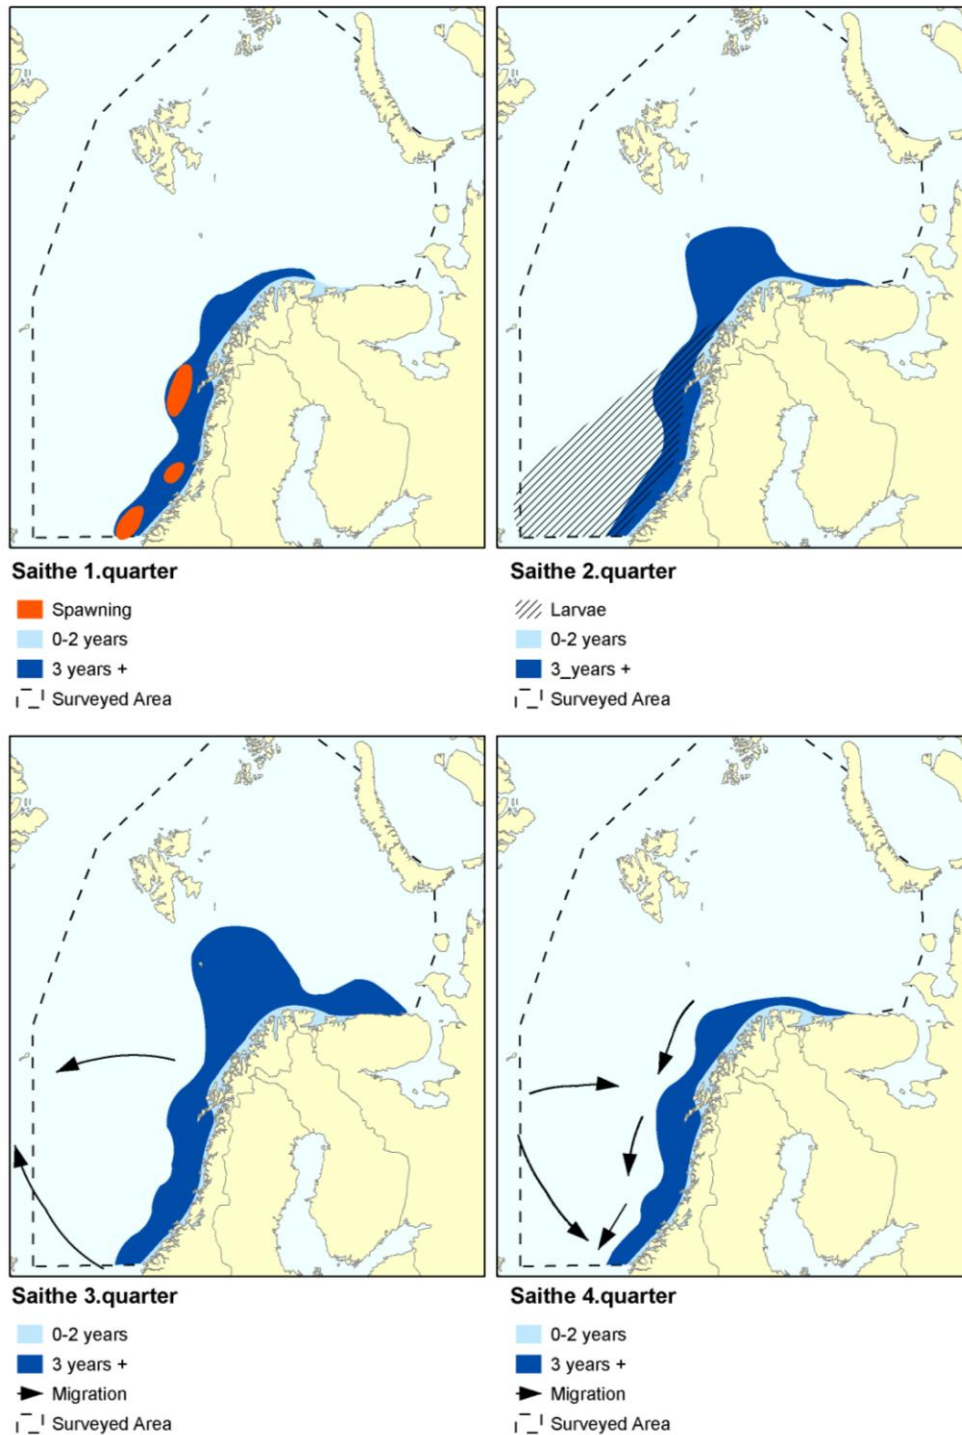 Saithe 1.quarter
Spawning
0-2 years
3 years +
Surveyed Area
Saithe 2.quarter
Larvae
0-2 years
3_years +
Surveyed Area
Saithe 3.quarter
0-2 years
3 years +
Migration
Surveyed Area
Saithe 4.quarter
0-2 years
3 years +
Migration
Surveyed Area